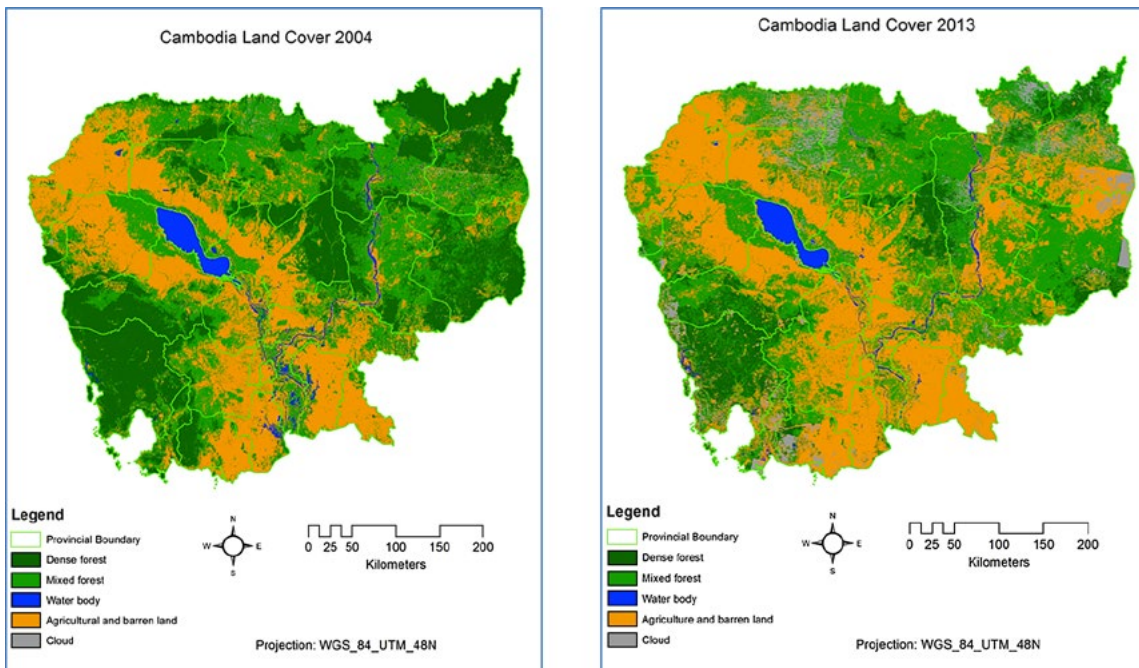 Cambodia Land Cover 2004
Legend
Provincial Boundary
Dense forest
Mixed forest
Water body
Agricultural and barren land
Cloud
N
W E
S
0 25 50 100 150 200
Kilometers
Projection: WGS_84_UTM_48N
Cambodia Land Cover 2013
Legend
Provincial Boundary
Dense forest
Mixed forest
Water body
Agriculture and barren land
Cloud
N
W E
S
0 25 50 100 150 200
Kilometers
Projection: WGS_84_UTM_48N